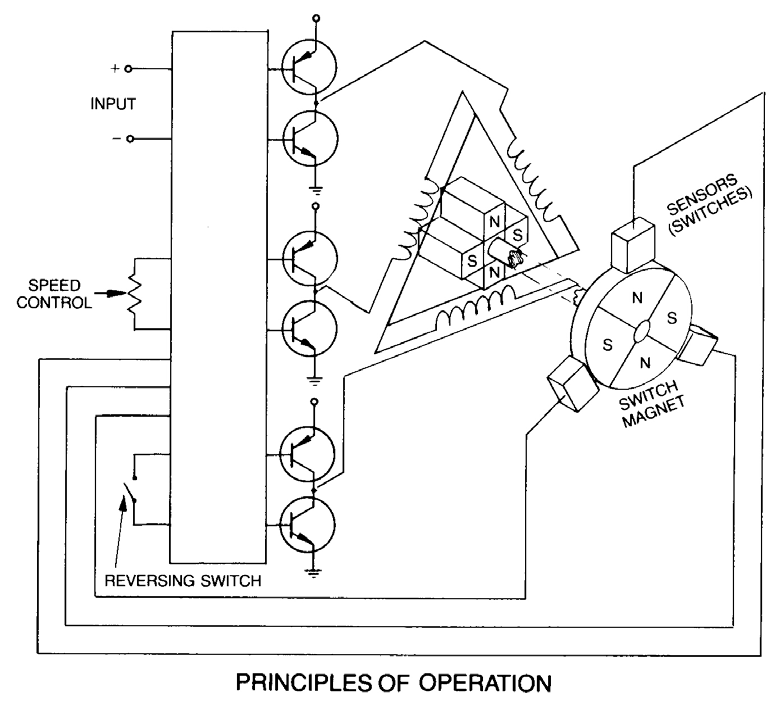 +
INPUT
−
SPEED
CONTROL
REVERSING SWITCH
N
S
S
N
SENSORS
(SWITCHES)
N
S
S
N
SWITCH
MAGNET
PRINCIPLES OF OPERATION